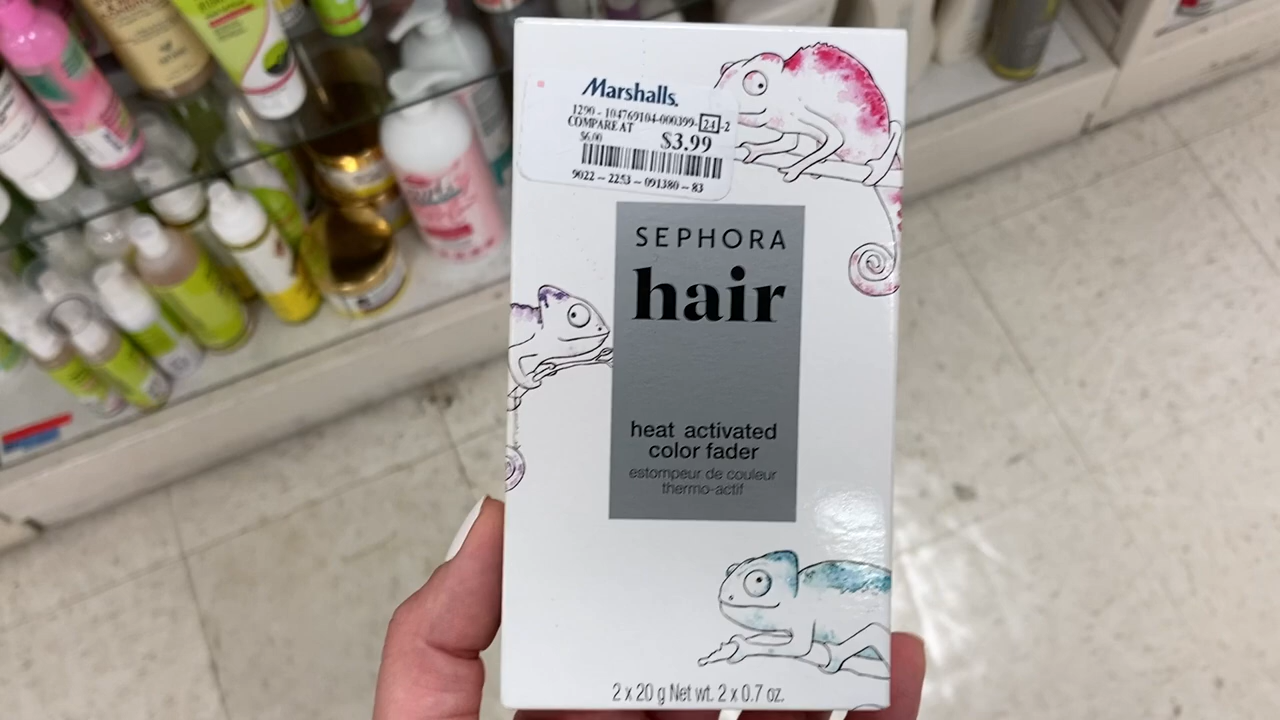 Marshalls.
1290 - 104769104-000399- 24 -2
COMPARE AT
$6.00 $3.99
9022 - 2253 - 091380 - 83
SEPHORA
hair
heat activated
color fader
estompeur de couleur
thermo-actif
2 x 20 g Net wt. 2 x 0.7 oz.